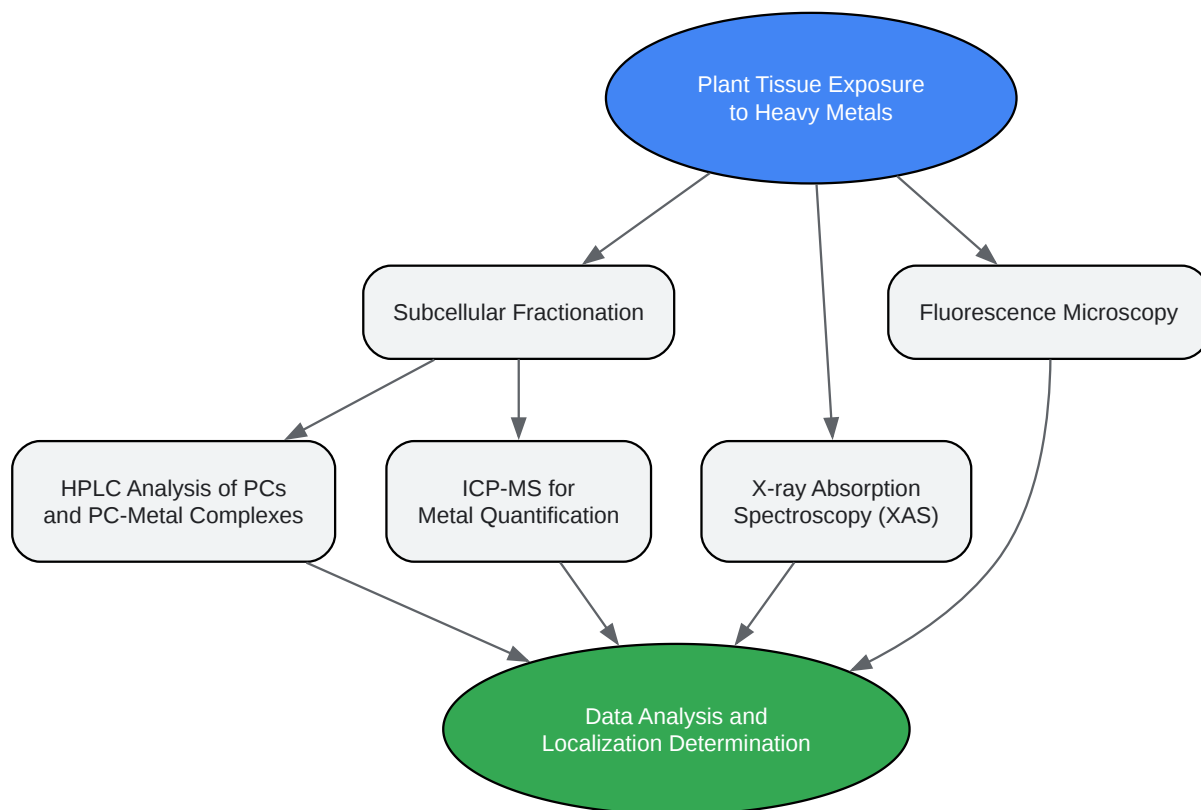 Plant Tissue Exposure
to Heavy Metals
Subcellular Fractionation
Fluorescence Microscopy
HPLC Analysis of PCs
and PC-Metal Complexes
ICP-MS for
Metal Quantification
X-ray Absorption
Spectroscopy (XAS)
Data Analysis and
Localization Determination